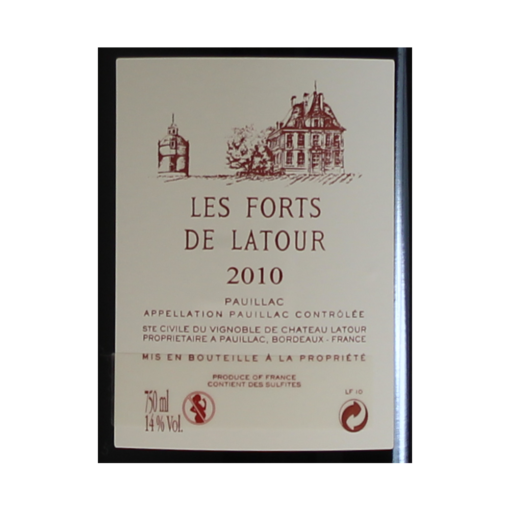 LES FORTS
DE LATOUR
2010
PAUILLAC
APPELLATION PAUILLAC CONTRÔLÉE
STE CIVILE DU VIGNOBLE DE CHATEAU LATOUR
PROPRIETAIRE A PAUILLAC, BORDEAUX - FRANCE
MIS EN BOUTEILLE À LA PROPRIÉTÉ
PRODUCE OF FRANCE
CONTIENT DES SULFITES
LF 10
750 ml
14 % Vol.